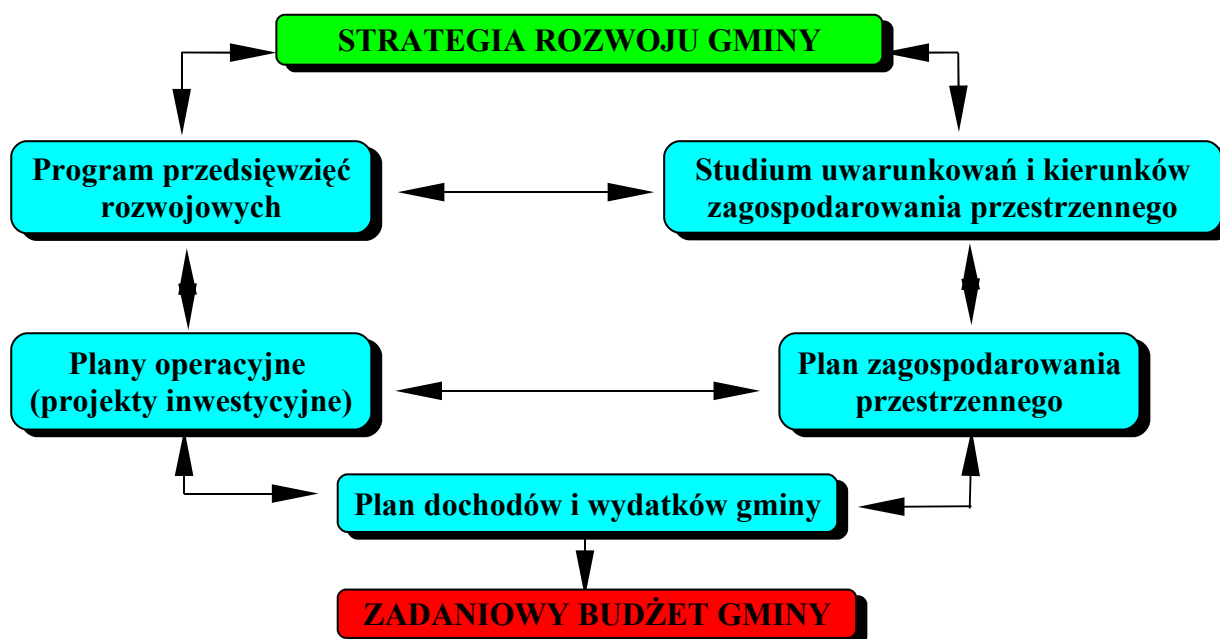 STRATEGIA ROZWOJU GMINY
Program przedsięwzięć
rozwojowych
Studium uwarunkowań i kierunków
zagospodarowania przestrzennego
Plany operacyjne
(projekty inwestycyjne)
Plan zagospodarowania
przestrzennego
Plan dochodów i wydatków gminy
ZADANIOWY BUDŻET GMINY